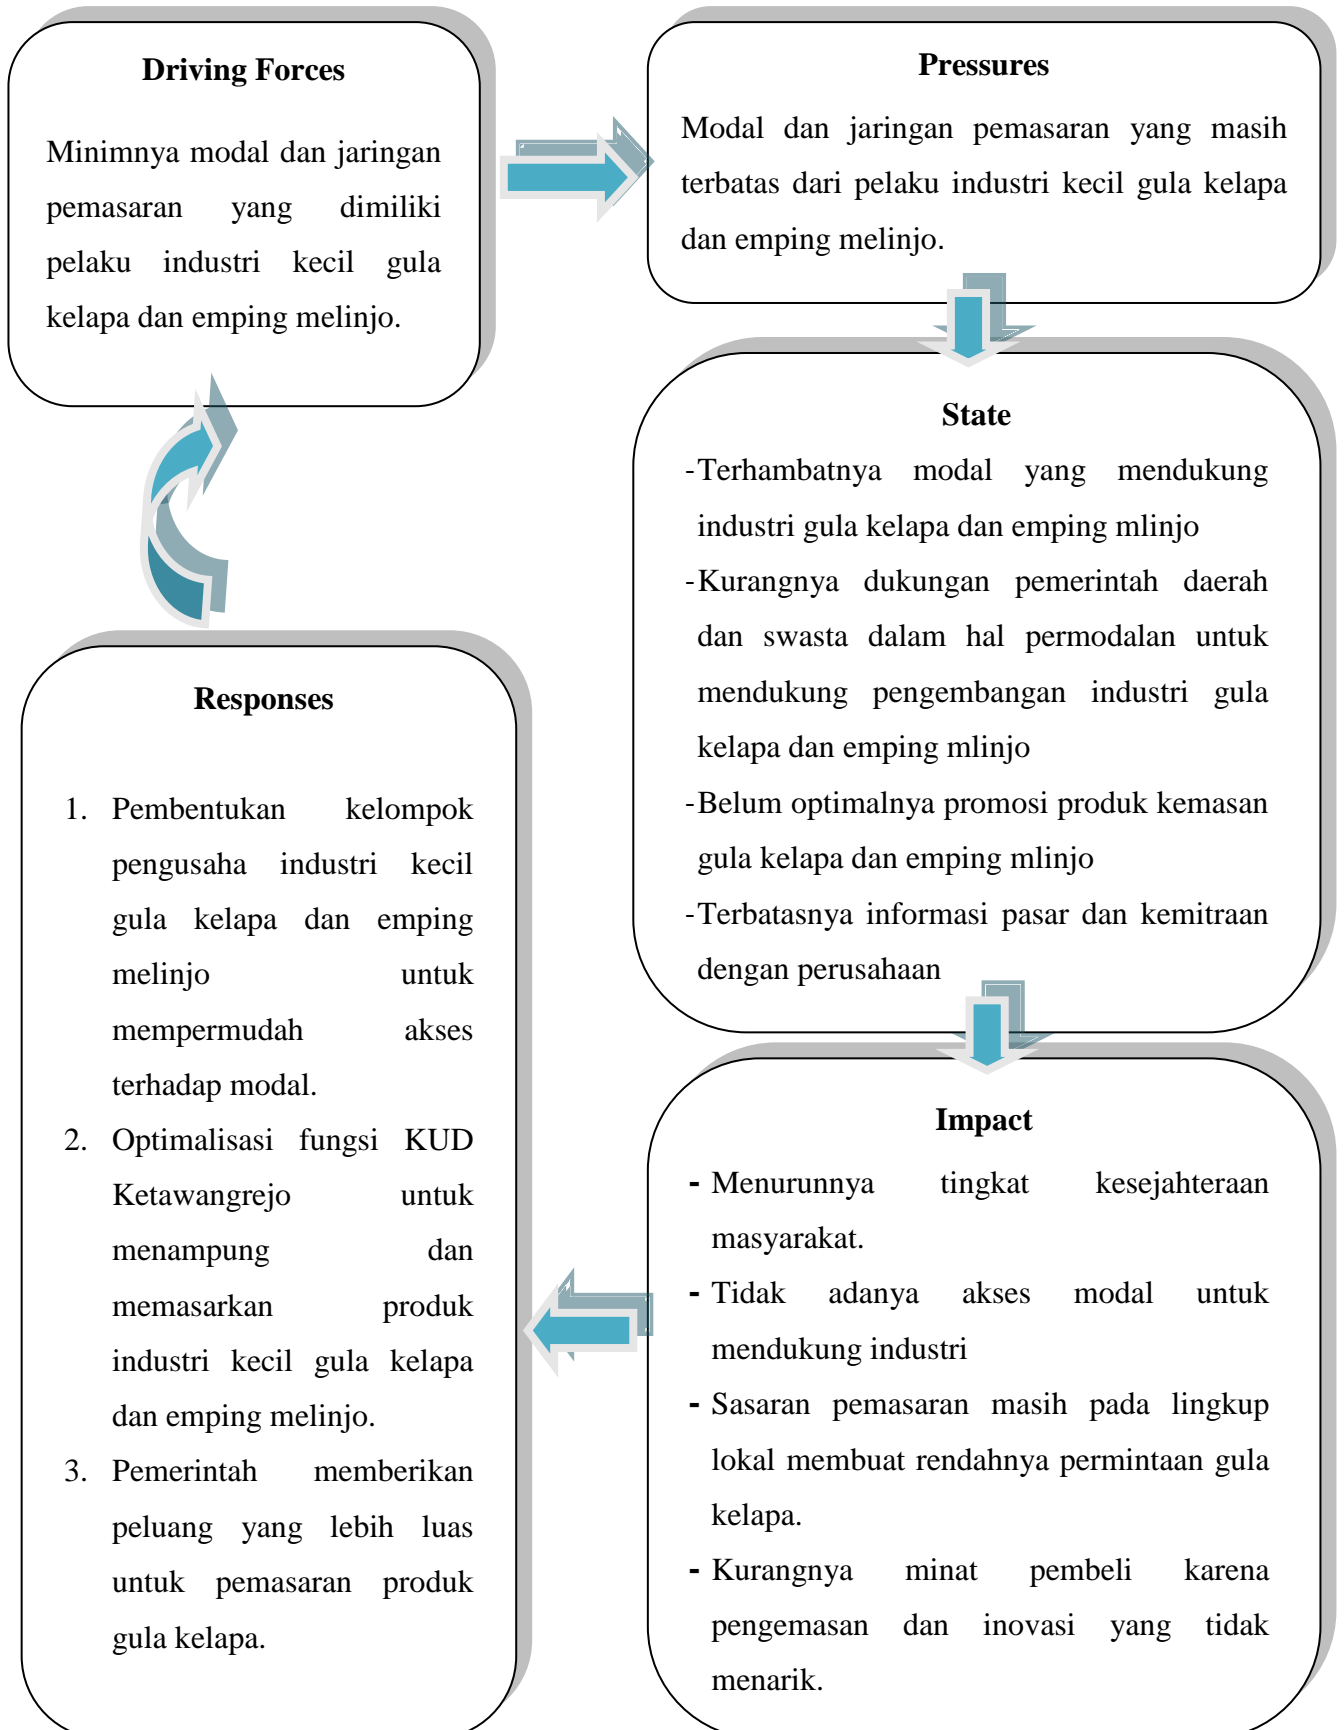 Driving Forces
Minimnya modal dan jaringan
pemasaran yang dimiliki
pelaku industri kecil gula
kelapa dan emping melinjo.
Pressures
Modal dan jaringan pemasaran yang masih
terbatas dari pelaku industri kecil gula kelapa
dan emping melinjo.
State
-Terhambatnya modal yang mendukung
industri gula kelapa dan emping mlinjo
-Kurangnya dukungan pemerintah daerah
dan swasta dalam hal permodalan untuk
mendukung pengembangan industri gula
kelapa dan emping mlinjo
-Belum optimalnya promosi produk kemasan
gula kelapa dan emping mlinjo
-Terbatasnya informasi pasar dan kemitraan
dengan perusahaan
Impact
- Menurunnya tingkat kesejahteraan
masyarakat.
- Tidak adanya akses modal untuk
mendukung industri
- Sasaran pemasaran masih pada lingkup
lokal membuat rendahnya permintaan gula
kelapa.
- Kurangnya minat pembeli karena
pengemasan dan inovasi yang tidak
menarik.
Responses
1. Pembentukan kelompok
pengusaha industri kecil
gula kelapa dan emping
melinjo untuk
mempermudah akses
terhadap modal.
2. Optimalisasi fungsi KUD
Ketawangrejo untuk
menampung dan
memasarkan produk
industri kecil gula kelapa
dan emping melinjo.
3. Pemerintah memberikan
peluang yang lebih luas
untuk pemasaran produk
gula kelapa.